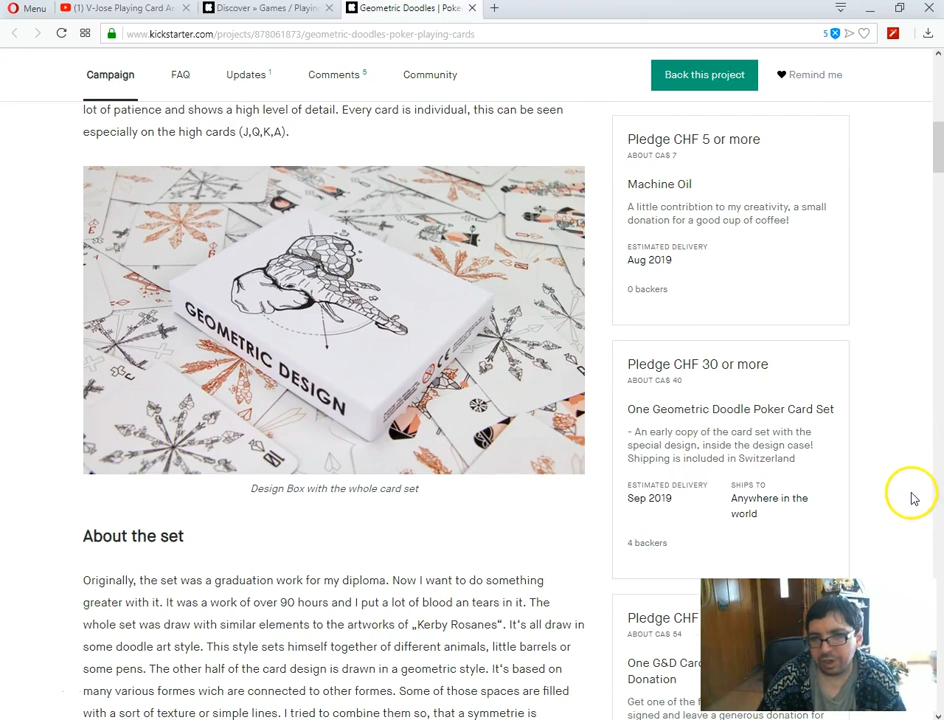 Menu
(1) V-Jose Playing Card A
Discover » Games / Playin
Geometric Doodles | Poke
www.kickstarter.com/projects/878061873/geometric-doodles-poker-playing-cards
5
Campaign
FAQ
Updates 1
Comments 5
Community
Back this project
Remind me
lot of patience and shows a high level of detail. Every card is individual, this can be seen
especially on the high cards (J,Q,K,A).
GEOMETRIC DESIGN
10
Design Box with the whole card set
About the set
Originally, the set was a graduation work for my diploma. Now I want to do something
greater with it. It was a work of over 90 hours and I put a lot of blood an tears in it. The
whole set was draw with similar elements to the artworks of „Kerby Rosanes“. It's all draw in
some doodle art style. This style sets himself together of different animals, little barrels or
some pens. The other half of the card design is drawn in a geometric style. It's based on
many various formes wich are connected to other formes. Some of those spaces are filled
with a sort of texture or simple lines. I tried to combine them so, that a symmetrie is
Pledge CHF 5 or more
ABOUT CA$ 7
Machine Oil
A little contribtion to my creativity, a small
donation for a good cup of coffee!
ESTIMATED DELIVERY
Aug 2019
0 backers
Pledge CHF 30 or more
ABOUT CA$ 40
One Geometric Doodle Poker Card Set
- An early copy of the card set with the
special design, inside the design case!
Shipping is included in Switzerland
ESTIMATED DELIVERY
SHIPS TO
Sep 2019
Anywhere in the
world
4 backers
Pledge CHF
ABOUT CA$ 54
One G&D Car
Donation
Get one of the
signed and leave a generous donation for